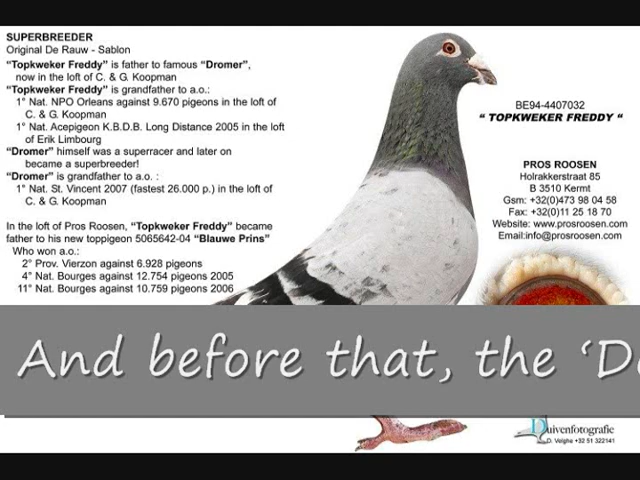 SUPERBREEDER
Original De Rauw - Sablon
“Topkweker Freddy” is father to famous “Dromer”,
now in the loft of C. & G. Koopman
“Topkweker Freddy” is grandfather to a.o.:
1° Nat. NPO Orleans against 9.670 pigeons in the loft of
C. & G. Koopman
1° Nat. Acepigeon K.B.D.B. Long Distance 2005 in the loft
of Erik Limbourg
“Dromer” himself was a superracer and later on
became a superbreeder!
“Dromer” is grandfather to a.o. :
1° Nat. St. Vincent 2007 (fastest 26.000 p.) in the loft of
C. & G. Koopman
In the loft of Pros Roosen, “Topkweker Freddy” became
father to his new toppigeon 5065642-04 “Blauwe Prins”
Who won a.o.:
2° Prov. Vierzon against 6.928 pigeons
4° Nat. Bourges against 12.754 pigeons 2005
11° Nat. Bourges against 10.759 pigeons 2006
BE94-4407032
“ TOPKWEKER FREDDY “
PROS ROOSEN
Holrakkerstraat 85
B 3510 Kermt
Gsm: +32(0)473 98 04 58
Fax: +32(0)11 25 18 70
Website: www.prosroosen.com
Email:info@prosroosen.com
And before that, the ‘D
Duivenfotografie
D. Velghe +32 51 322141